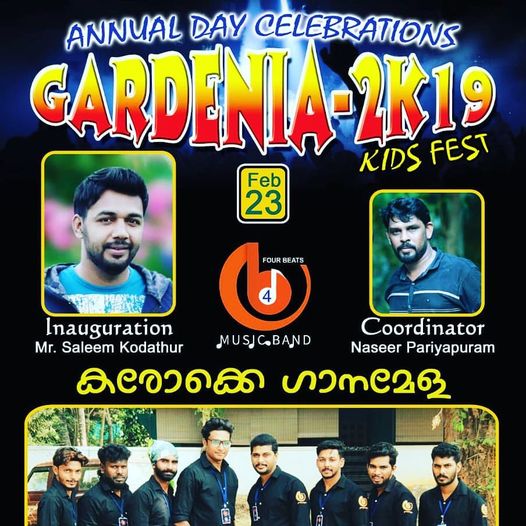 ANNUAL DAY CELEBRATIONS
GARDENIA-2K19
KIDS FEST
Feb
23
FOUR BEATS
4
MUSIC BAND
Inauguration
Mr. Saleem Kodathur
Coordinator
Naseer Pariyapuram
കരോക്കെ ഗാനമേള